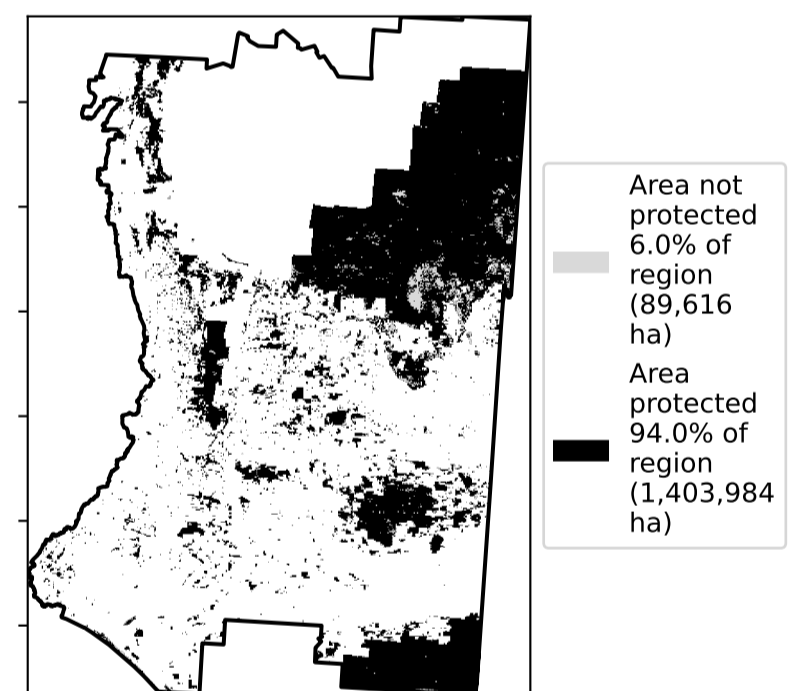 Area not
protected
6.0% of
region
(89,616
ha)
Area
protected
94.0% of
region
(1,403,984
ha)